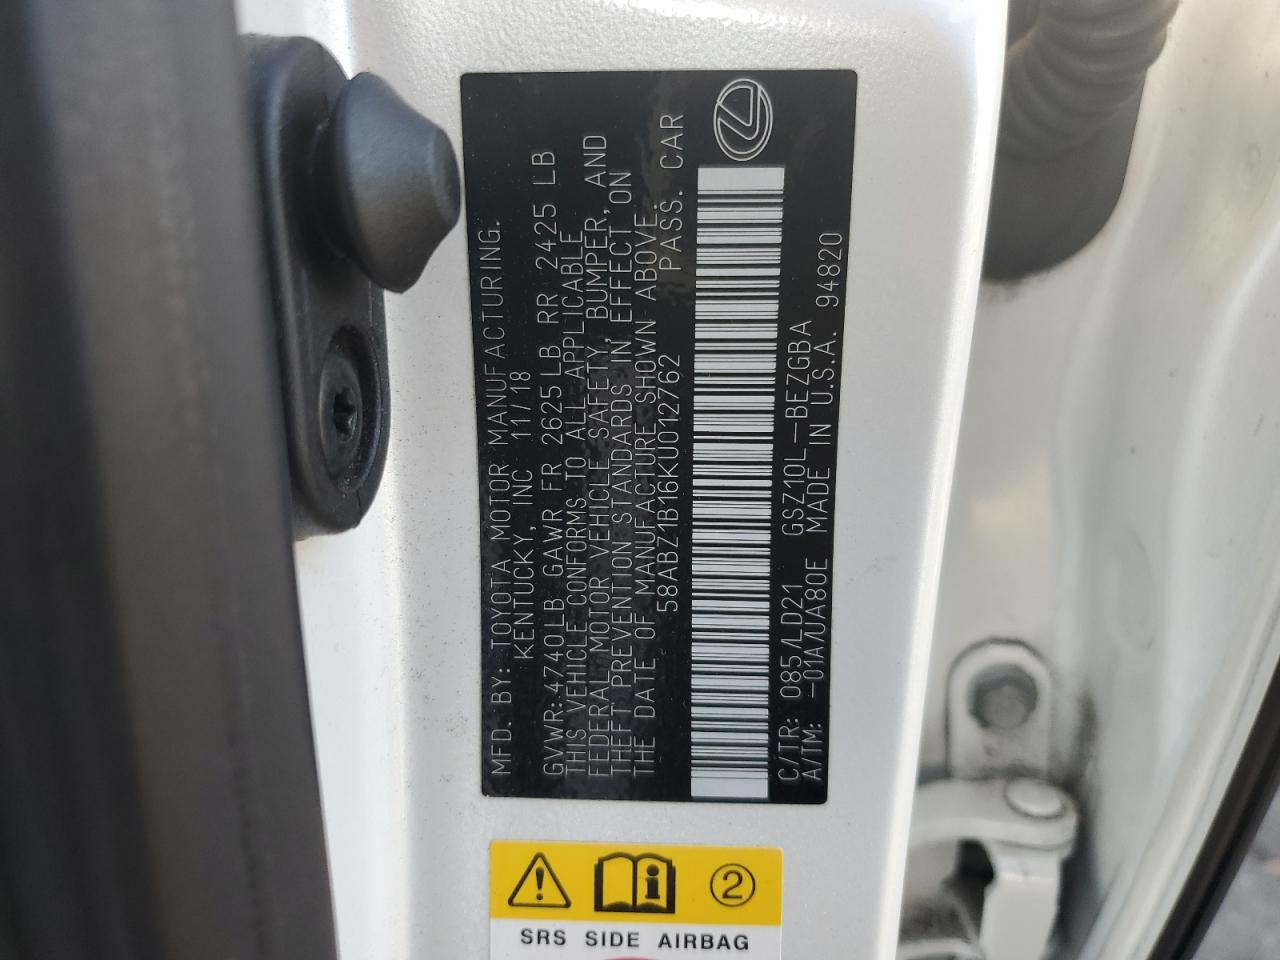 MFD. BY: TOYOTA MOTOR MANUFACTURING.
KENTUCKY, INC 11/18
GVWR: 4740LB GAWR FR 2625LB RR 2425 LB
THIS VEHICLE CONFORMS TO ALL APPLICABLE
FEDERAL MOTOR VEHICLE SAFETY, BUMPER, AND
THEFT PREVENTION STANDARDS IN EFFECT ON
THE DATE OF MANUFACTURE SHOWN ABOVE.
58ABZ1B16KU012762 PASS. CAR
C/TR: 085/LD21 GSZ10L-BEZGBA
A/TM: -01A/UA80E MADE IN U.S.A. 94820
2
SRS SIDE AIRBAG